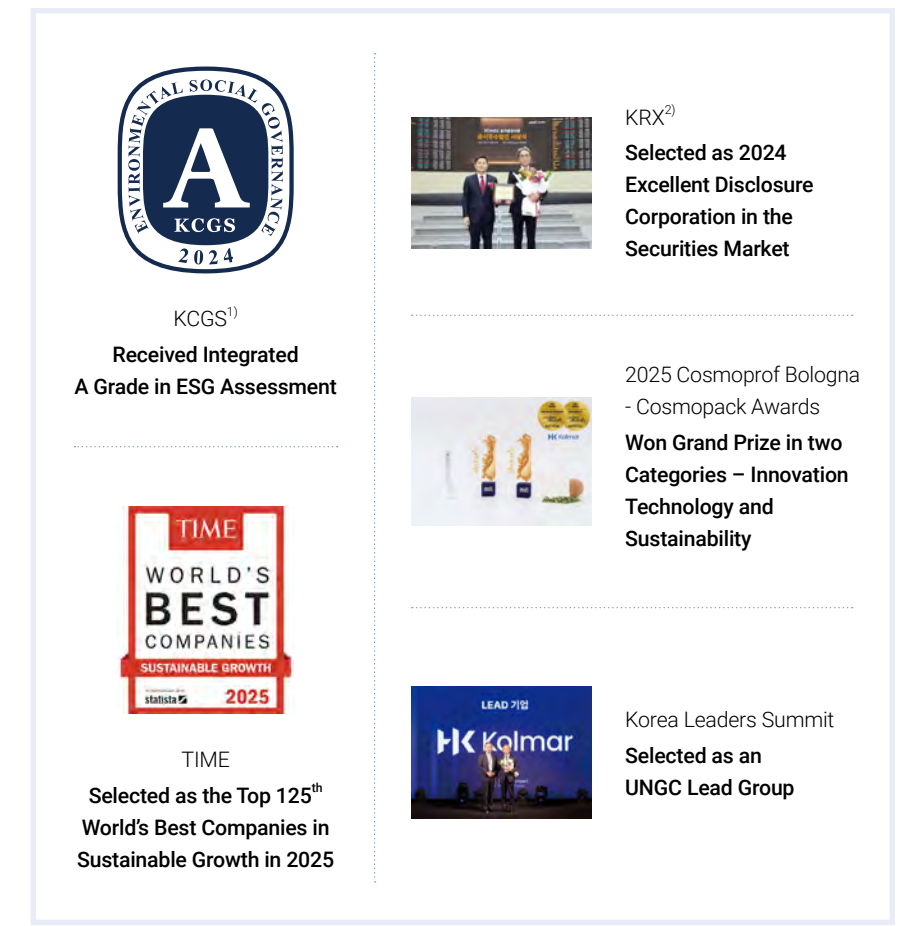 ENVIRONMENTAL SOCIAL GOVERNANCE
A
KCGS
2024
KCGS1)
Received Integrated
A Grade in ESG Assessment
TIME
WORLD'S
BEST
COMPANIES
SUSTAINABLE GROWTH
statista
2025
TIME
Selected as the Top 125th
World's Best Companies in
Sustainable Growth in 2025
KRX2)
Selected as 2024
Excellent Disclosure
Corporation in the
Securities Market
HK Kolmar
2025 Cosmoprof Bologna
- Cosmopack Awards
Won Grand Prize in two
Categories – Innovation
Technology and
Sustainability
LEAD 기업
HK Kolmar
Korea Leaders Summit
Selected as an
UNGC Lead Group